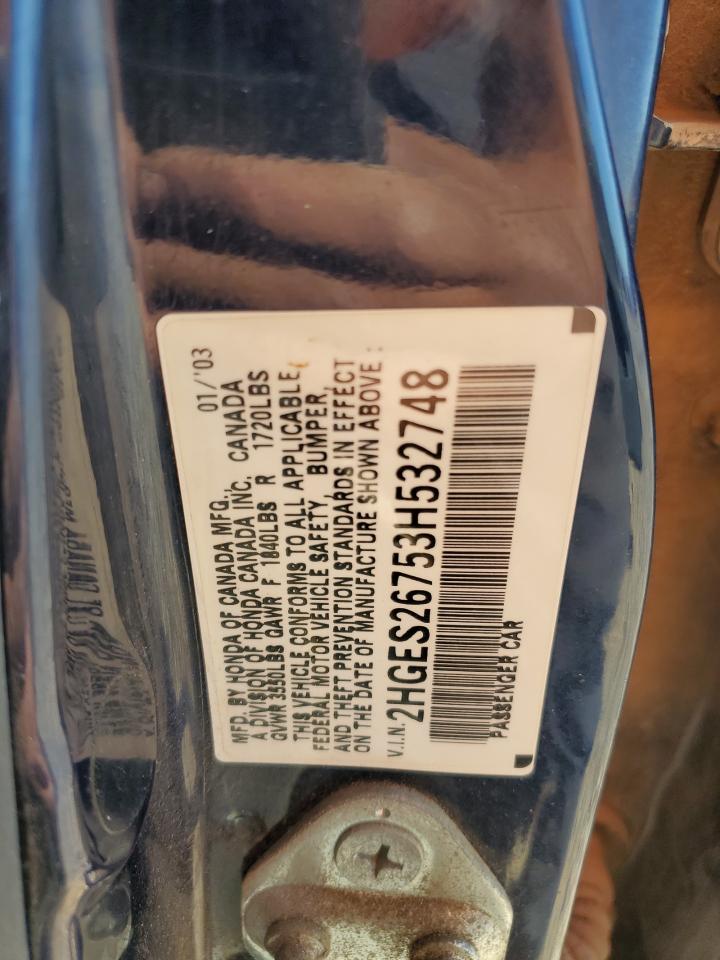 01/'03
MFD. BY HONDA OF CANADA MFG.,
A DIVISION OF HONDA CANADA INC. CANADA
GVWR 3550LBS GAWR F 1840LBS R 1720LBS
THIS VEHICLE CONFORMS TO ALL APPLICABLE
FEDERAL MOTOR VEHICLE SAFETY, BUMPER,
AND THEFT PREVENTION STANDARDS IN EFFECT
ON THE DATE OF MANUFACTURE SHOWN ABOVE :
V.I.N. 2HGES26753H532748
PASSENGER CAR